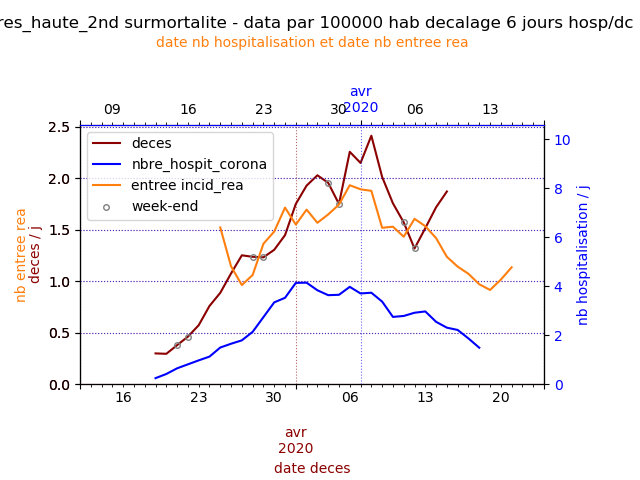 res_haute_2nd surmortalite - data par 100000 hab decalage 6 jours hosp/dc
date nb hospitalisation et date nb entree rea
avr
2020
09 16 23 30 06 13
deces
nbre_hospit_corona
entree incid_rea
week-end
2.5
2.0
1.5
1.0
0.5
0.0
10
8
6
4
2
0
nb entree rea
deces / j
nb hospitalisation / j
16 23 30 06 13 20
avr
2020
date deces